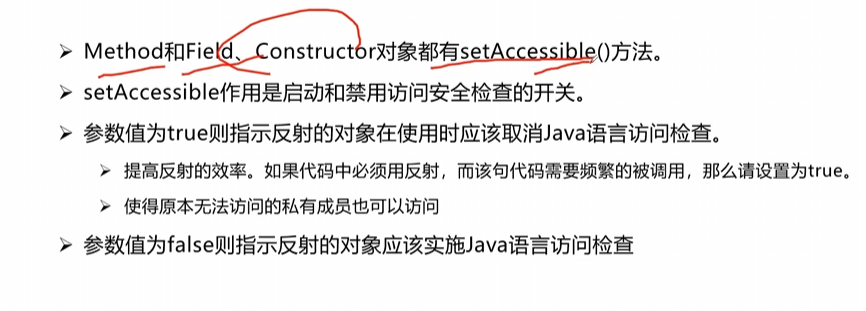 Method和Field、Constructor对象都有setAccessible()方法。
setAccessible作用是启动和禁用访问安全检查的开关。
参数值为true则指示反射的对象在使用时应该取消Java语言访问检查。
提高反射的效率。如果代码中必须用反射，而该句代码需要频繁的被调用，那么请设置为true。
使得原本无法访问的私有成员也可以访问
参数值为false则指示反射的对象应该实施Java语言访问检查